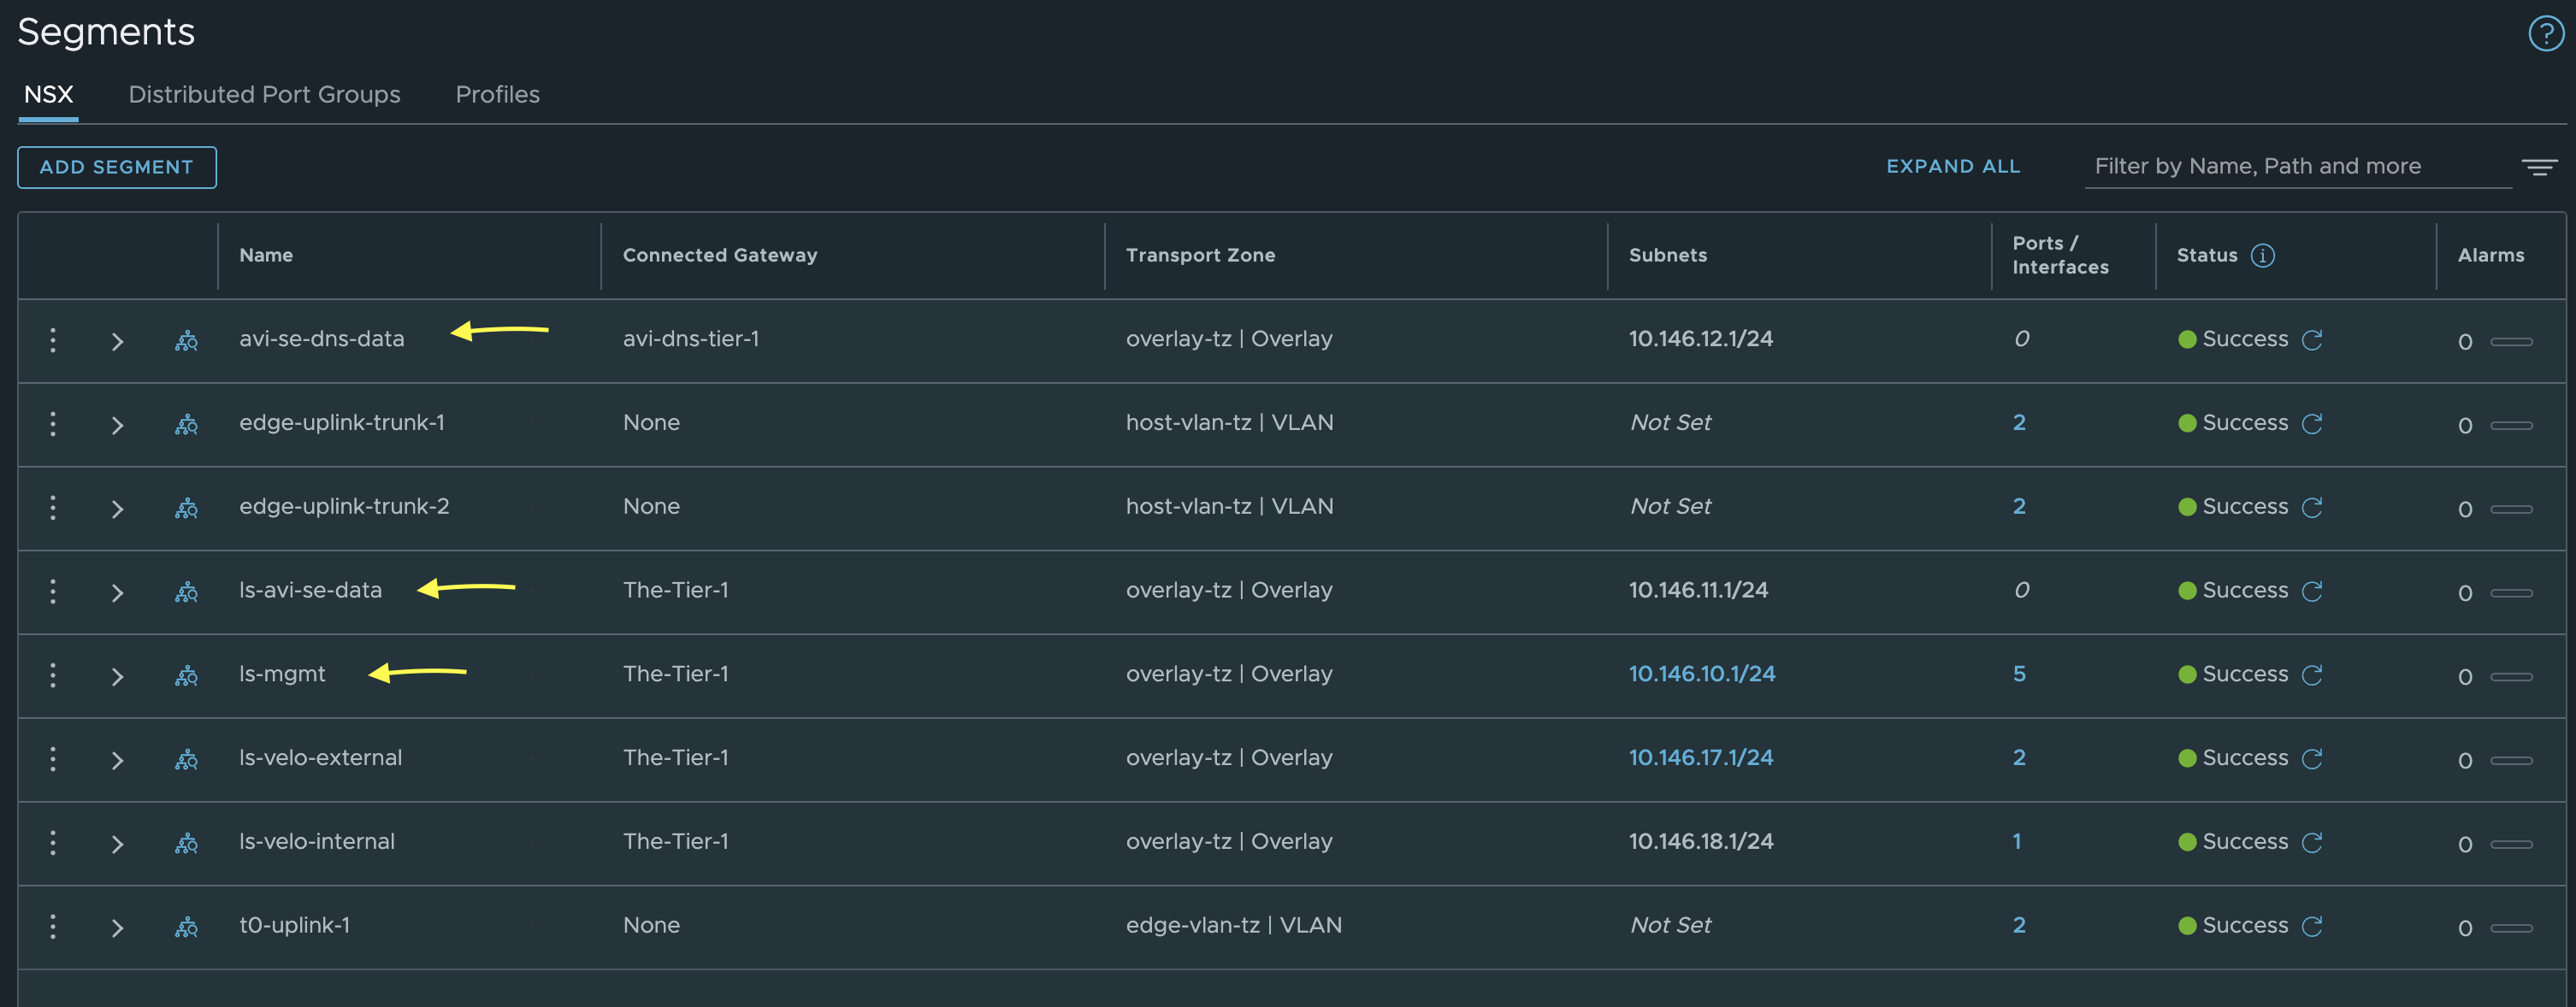 Segments
?
NSX Distributed Port Groups Profiles
ADD SEGMENT EXPAND ALL Filter by Name, Path and more
Name Connected Gateway Transport Zone Subnets Ports / Interfaces Status i Alarms
avi-se-dns-data avi-dns-tier-1 overlay-tz | Overlay 10.146.12.1/24 0 Success 0
edge-uplink-trunk-1 None host-vlan-tz | VLAN Not Set 2 Success 0
edge-uplink-trunk-2 None host-vlan-tz | VLAN Not Set 2 Success 0
ls-avi-se-data The-Tier-1 overlay-tz | Overlay 10.146.11.1/24 0 Success 0
ls-mgmt The-Tier-1 overlay-tz | Overlay 10.146.10.1/24 5 Success 0
ls-velo-external The-Tier-1 overlay-tz | Overlay 10.146.17.1/24 2 Success 0
ls-velo-internal The-Tier-1 overlay-tz | Overlay 10.146.18.1/24 1 Success 0
t0-uplink-1 None edge-vlan-tz | VLAN Not Set 2 Success 0